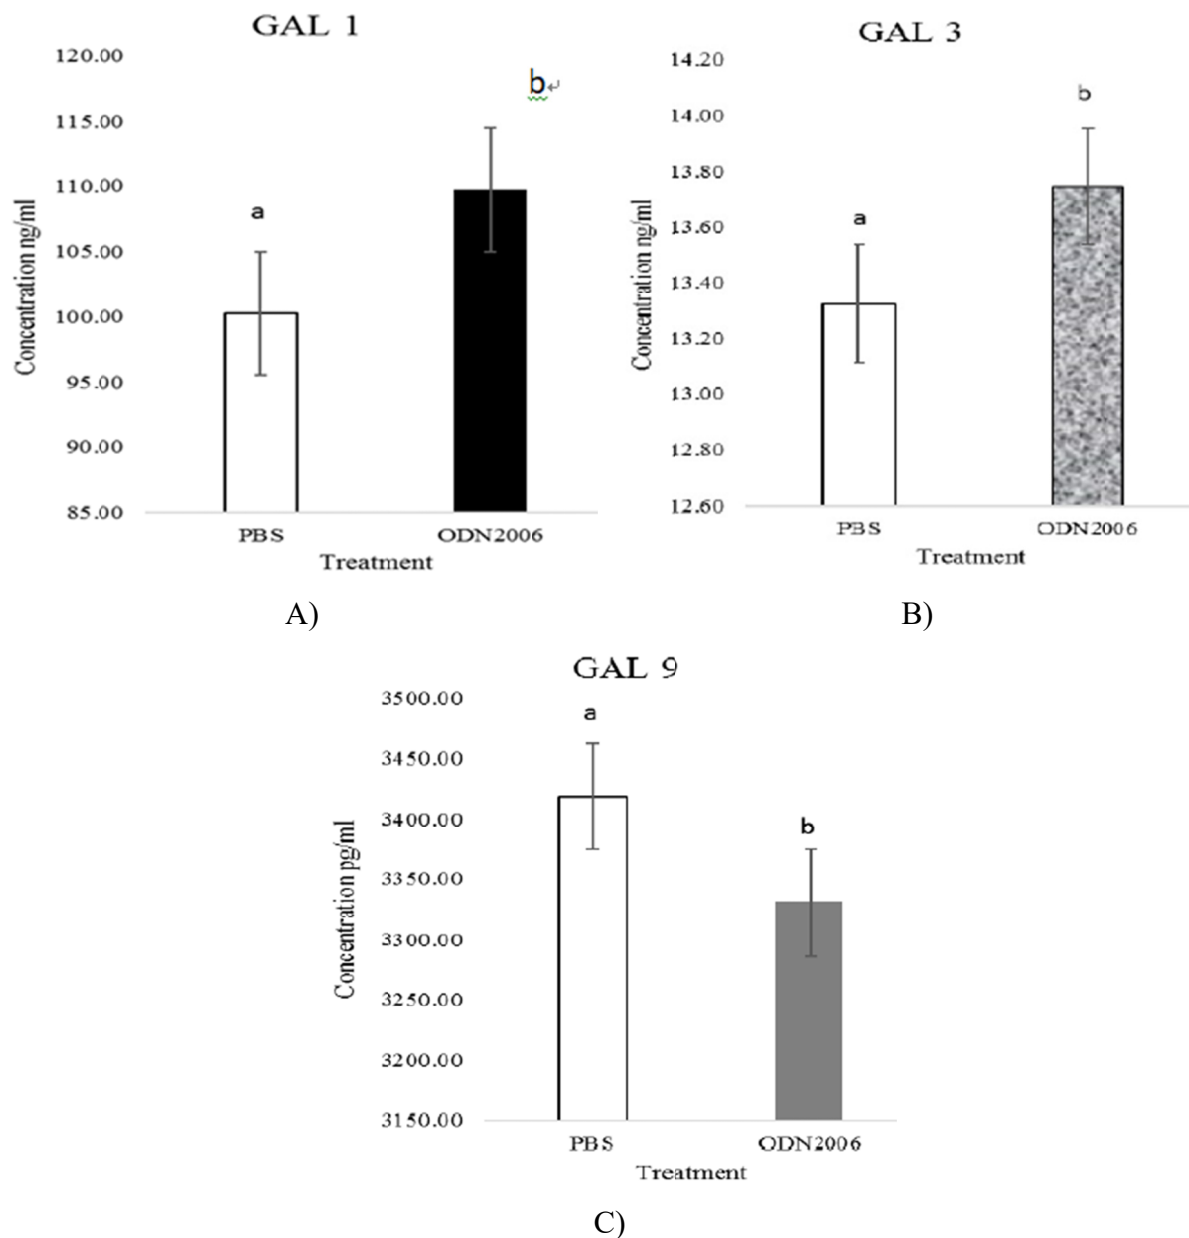 GAL 1
120.00
115.00
110.00
105.00
100.00
95.00
90.00
85.00
Concentration ng/ml
a
b↵
PBS
ODN2006
Treatment
A)
GAL 3
14.20
14.00
13.80
13.60
13.40
13.20
13.00
12.80
12.60
Concentration ng/ml
a
b
PBS
ODN2006
Treatment
B)
GAL 9
3500.00
3450.00
3400.00
3350.00
3300.00
3250.00
3200.00
3150.00
Concentration pg/ml
a
b
PBS
ODN2006
Treatment
C)